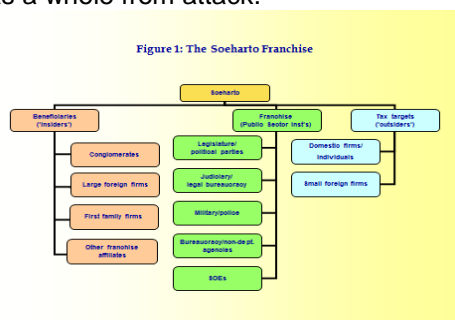 as a whole from attack.
Figure 1: The Soeharto Franchise
Soeharto
Beneficiaries
('insiders')
Franchise
(Public Sector Inst's)
Tax targets
('outsiders')
Conglomerates
Large foreign firms
First family firms
Other franchise
affiliates
Legislature/
political parties
Judiciary/
legal bureaucracy
Military/police
Bureaucracy/non-dept.
agencies
SOEs
Domestic firms/
individuals
Small foreign firms